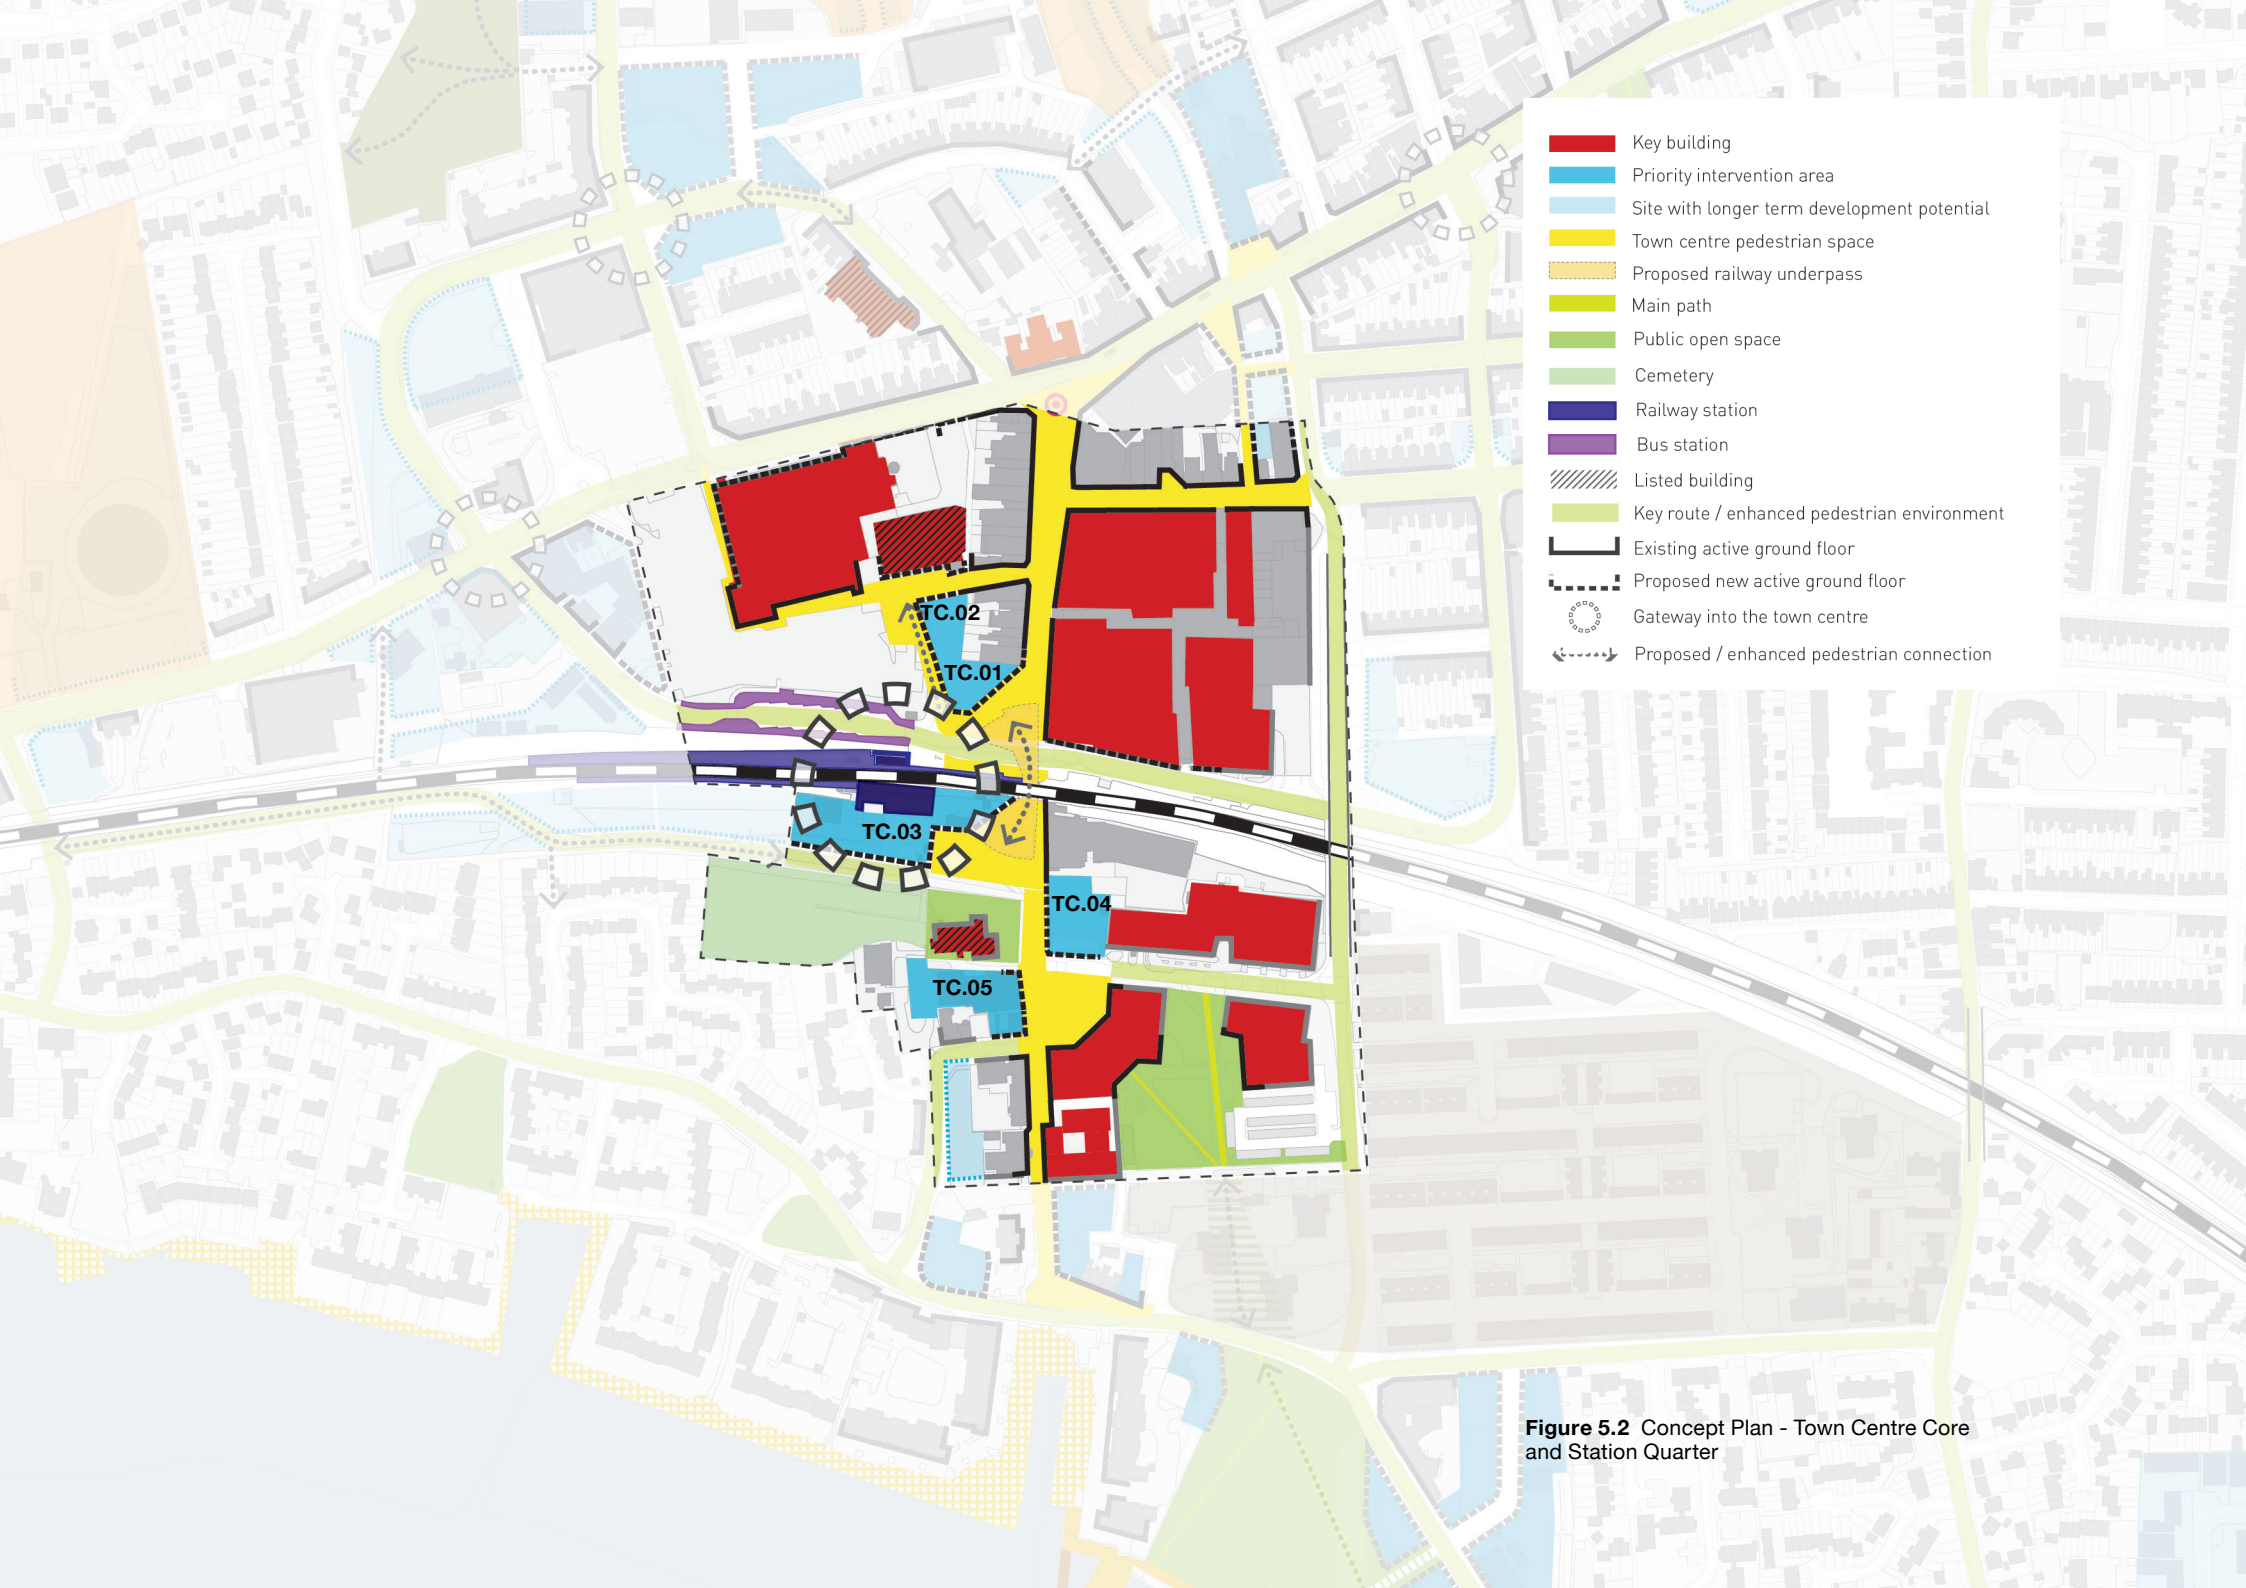 Key building
Priority intervention area
Site with longer term development potential
Town centre pedestrian space
Proposed railway underpass
Main path
Public open space
Cemetery
Railway station
Bus station
Listed building
Key route / enhanced pedestrian environment
Existing active ground floor
Proposed new active ground floor
Gateway into the town centre
Proposed / enhanced pedestrian connection
TC.02
TC.01
TC.03
TC.04
TC.05
Figure 5.2 Concept Plan - Town Centre Core
and Station Quarter